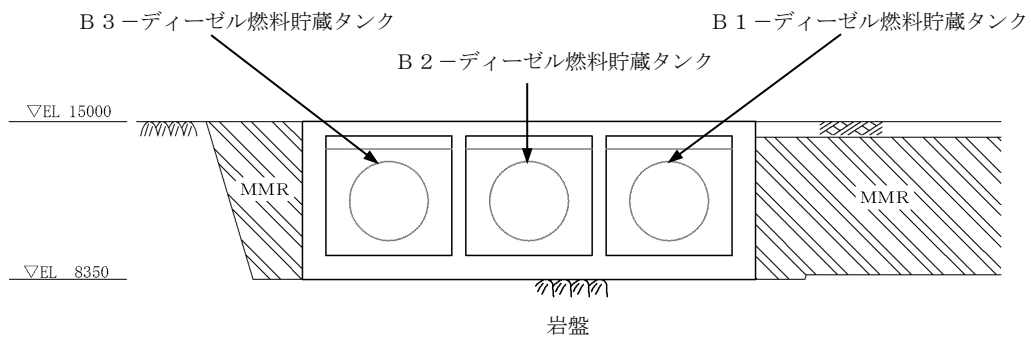 Ｂ３－ディーゼル燃料貯蔵タンク
Ｂ１－ディーゼル燃料貯蔵タンク
Ｂ２－ディーゼル燃料貯蔵タンク
▽EL 15000
MMR
MMR
▽EL 8350
岩盤